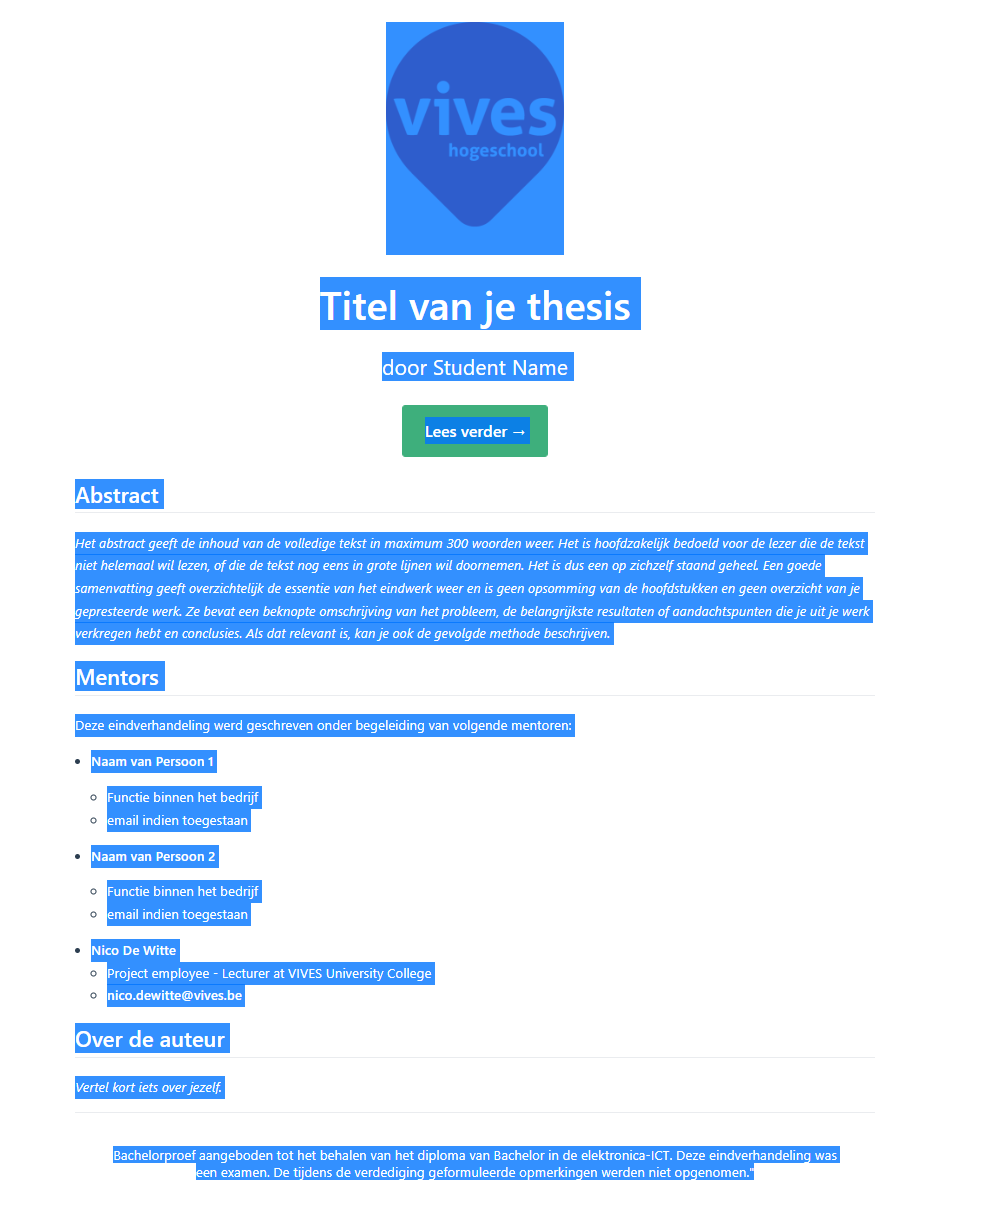 vives
hogeschool
Titel van je thesis
door Student Name
Lees verder →
Abstract
Het abstract geeft de inhoud van de volledige tekst in maximum 300 woorden weer. Het is hoofdzakelijk bedoeld voor de lezer die de tekst
niet helemaal wil lezen, of die de tekst nog eens in grote lijnen wil doornemen. Het is dus een op zichzelf staand geheel. Een goede
samenvatting geeft overzichtelijk de essentie van het eindwerk weer en is geen opsomming van de hoofdstukken en geen overzicht van je
gepresteerde werk. Ze bevat een beknopte omschrijving van het probleem, de belangrijkste resultaten of aandachtspunten die je uit je werk
verkregen hebt en conclusies. Als dat relevant is, kan je ook de gevolgde methode beschrijven.
Mentors
Deze eindverhandeling werd geschreven onder begeleiding van volgende mentoren:
Naam van Persoon 1
Functie binnen het bedrijf
email indien toegestaan
Naam van Persoon 2
Functie binnen het bedrijf
email indien toegestaan
Nico De Witte
Project employee - Lecturer at VIVES University College
nico.dewitte@vives.be
Over de auteur
Vertel kort iets over jezelf.
Bachelorproef aangeboden tot het behalen van het diploma van Bachelor in de elektronica-ICT. Deze eindverhandeling was
een examen. De tijdens de verdediging geformuleerde opmerkingen werden niet opgenomen."